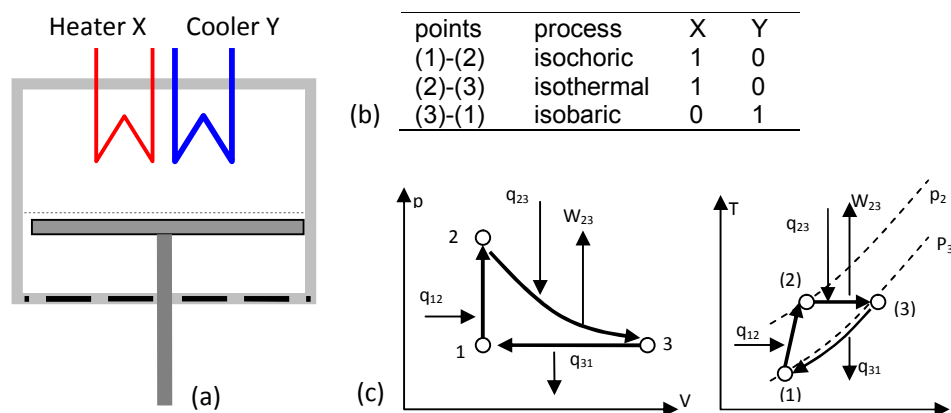 Heater X Cooler Y
(a)
(b)
points process X Y
(1)-(2) isochoric 1 0
(2)-(3) isothermal 1 0
(3)-(1) isobaric 0 1
(c)
p
q23
W23
2
q12
1
3
q31
V
T
q23
W23
p2
P3
(2)
(3)
q12
(1)
q31